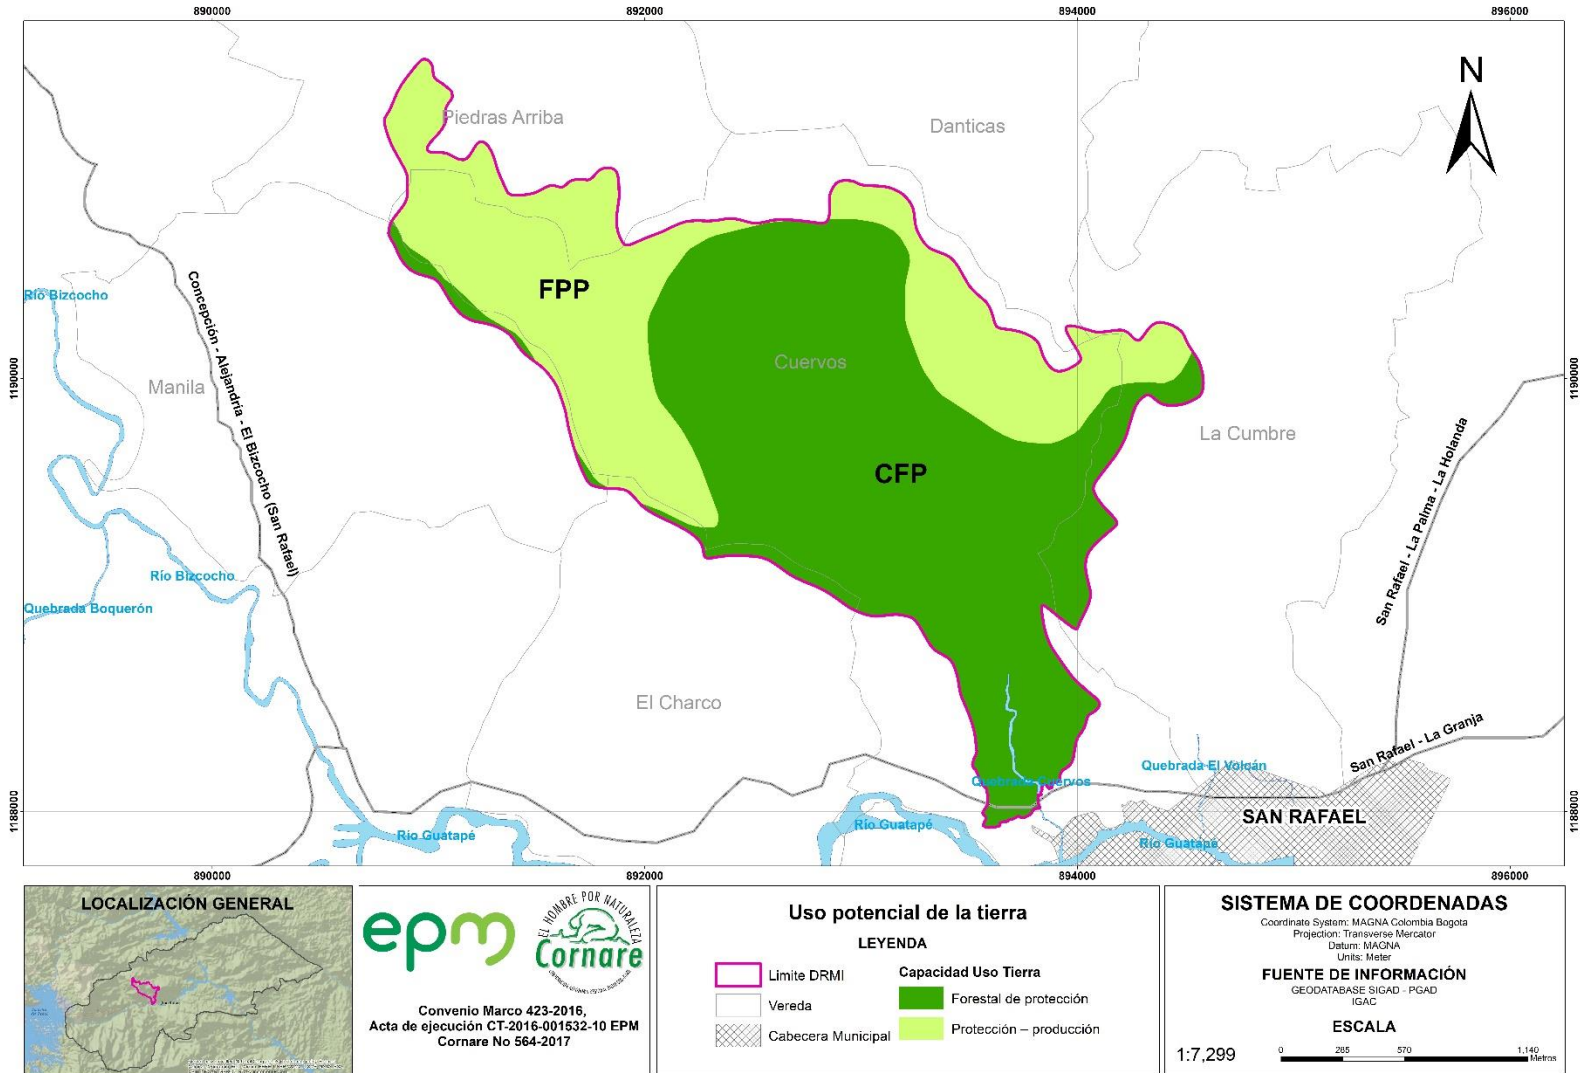 890000
892000
894000
896000
N
Piedras Arriba
Danticas
FPP
Río Bizcocho
Concepción - Alejandría - El Bizcocho (San Rafael)
Cuervos
1190000
1190000
Manila
La Cumbre
CFP
San Rafael - La Palma - La Holanda
Río Bizcocho
Quebrada Boquerón
El Charco
San Rafael - La Granja
Quebrada El Volcán
Quebrada Cuervos
1188000
1188000
SAN RAFAEL
Río Guatapé
Río Guatapé
Río Guatapé
890000
892000
894000
896000
LOCALIZACIÓN GENERAL
epm
EL HOMBRE POR NATURALEZA
Cornare
Convenio Marco 423-2016,
Acta de ejecución CT-2016-001532-10 EPM
Cornare No 564-2017
Uso potencial de la tierra
LEYENDA
Limite DRMI
Vereda
Cabecera Municipal
Capacidad Uso Tierra
Forestal de protección
Protección – producción
SISTEMA DE COORDENADAS
Coordinate System: MAGNA Colombia Bogota
Projection: Transverse Mercator
Datum: MAGNA
Units: Meter
FUENTE DE INFORMACIÓN
GEODATABASE SIGAD - PGAD
IGAC
ESCALA
1:7,299
0 285 570 1,140
Metros